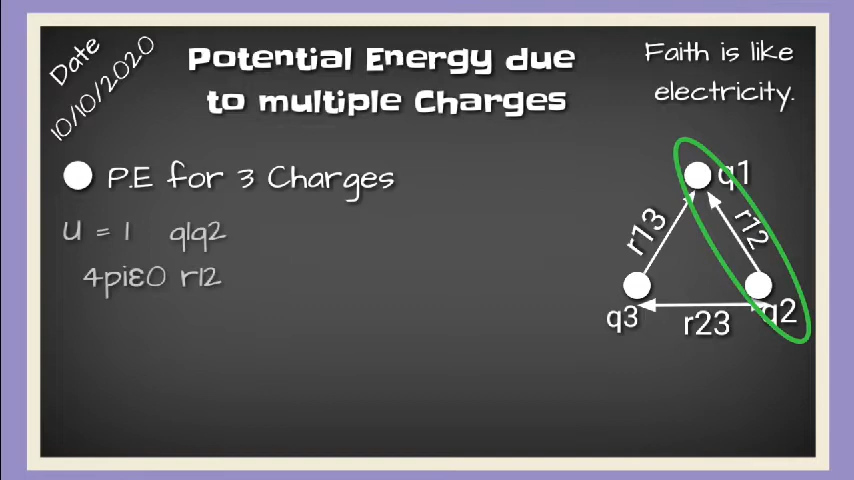 Date
10/10/2020
Potential Energy due
to multiple Charges
Faith is like
electricity.
P.E for 3 Charges
U = 1 q1q2
4piε0 r12
q1
r13
r12
q3
r23
q2